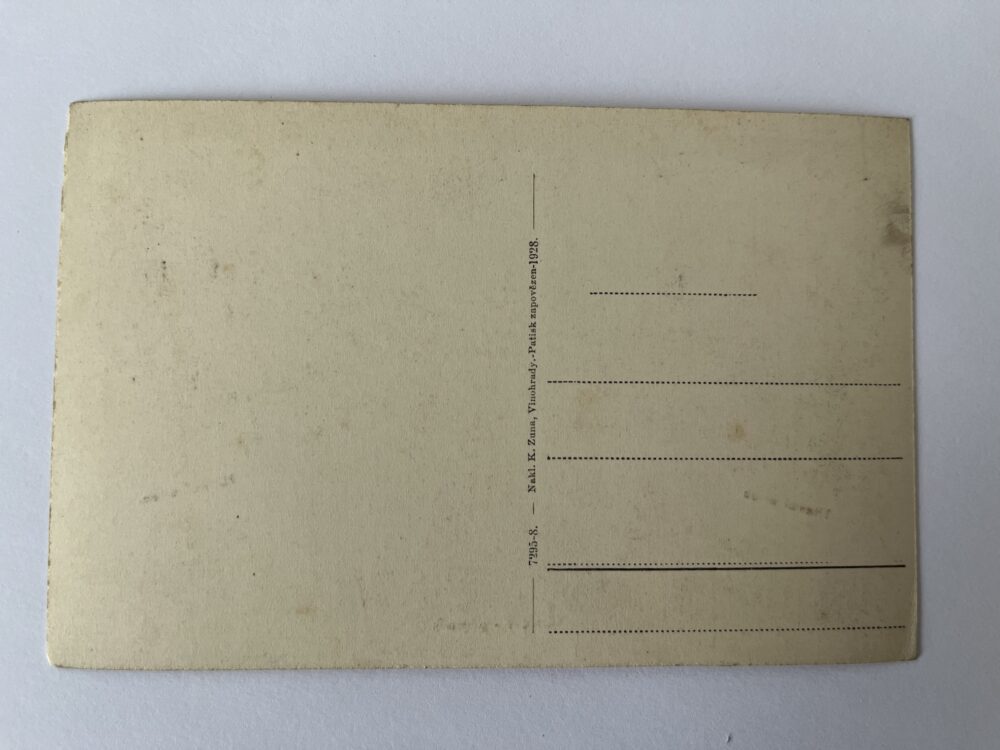 7295-8. — Nakl. K. Zuna, Vinohrady.-Patisk zapovězen-1928.